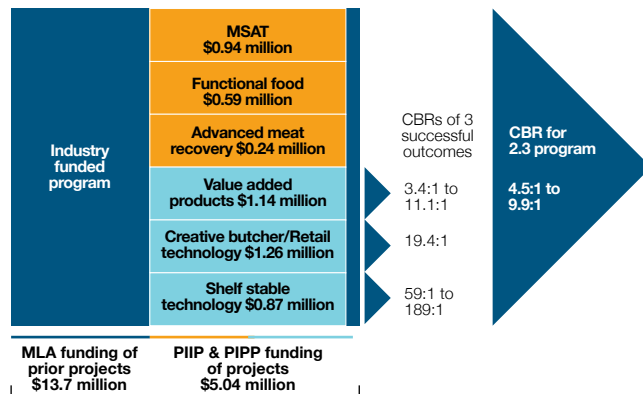 MSAT
$0.94 million
Functional food
$0.59 million
Advanced meat
recovery $0.24 million
Industry
funded
program
Value added
products $1.14 million
Creative butcher/Retail
technology $1.26 million
Shelf stable
technology $0.87 million
CBRs of 3
successful
outcomes
3.4:1 to
11.1:1
19.4:1
59:1 to
189:1
CBR for
2.3 program
4.5:1 to
9.9:1
MLA funding of
prior projects
$13.7 million
PIIP & PIPP funding
of projects
$5.04 million